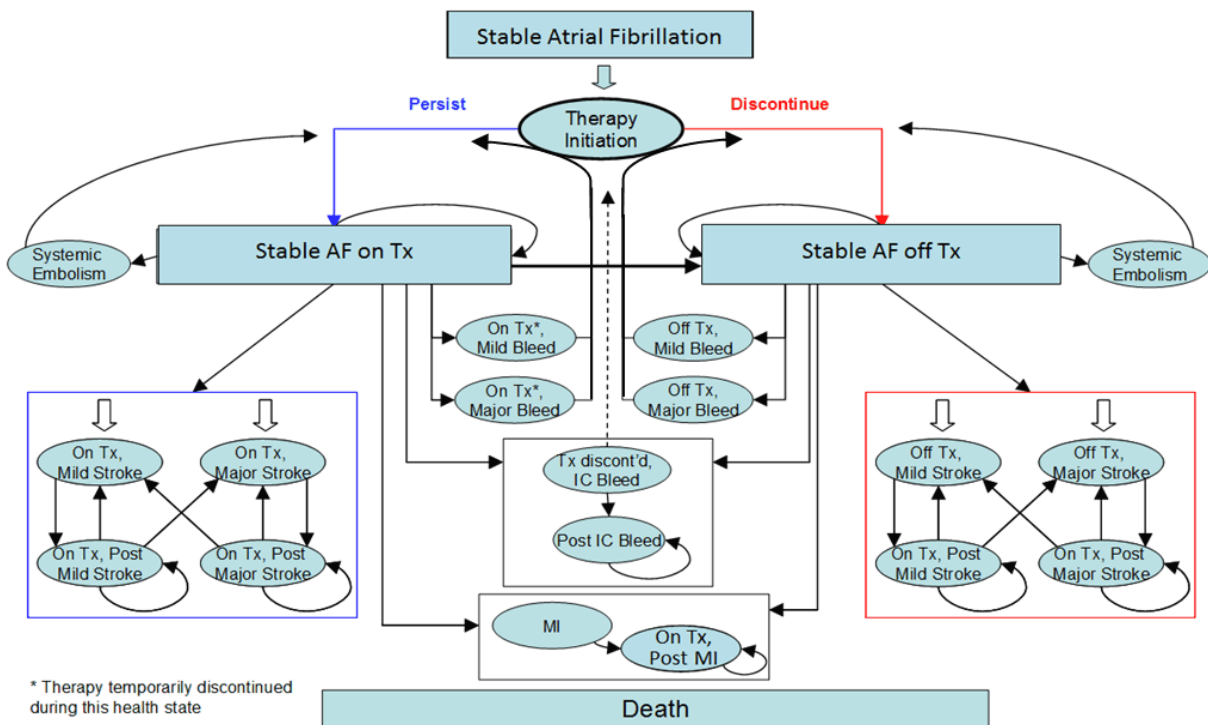 Stable Atrial Fibrillation
Persist
Discontinue
Therapy
Initiation
Stable AF on Tx
Stable AF off Tx
Systemic
Embolism
Systemic
Embolism
On Tx*,
Mild Bleed
Off Tx,
Mild Bleed
On Tx*,
Major Bleed
Off Tx,
Major Bleed
On Tx,
Mild Stroke
On Tx,
Major Stroke
Tx discont'd,
IC Bleed
Off Tx,
Mild Stroke
Off Tx,
Major Stroke
On Tx, Post
Mild Stroke
On Tx, Post
Major Stroke
Post IC Bleed
On Tx, Post
Mild Stroke
On Tx, Post
Major Stroke
MI
On Tx,
Post MI
* Therapy temporarily discontinued
during this health state
Death